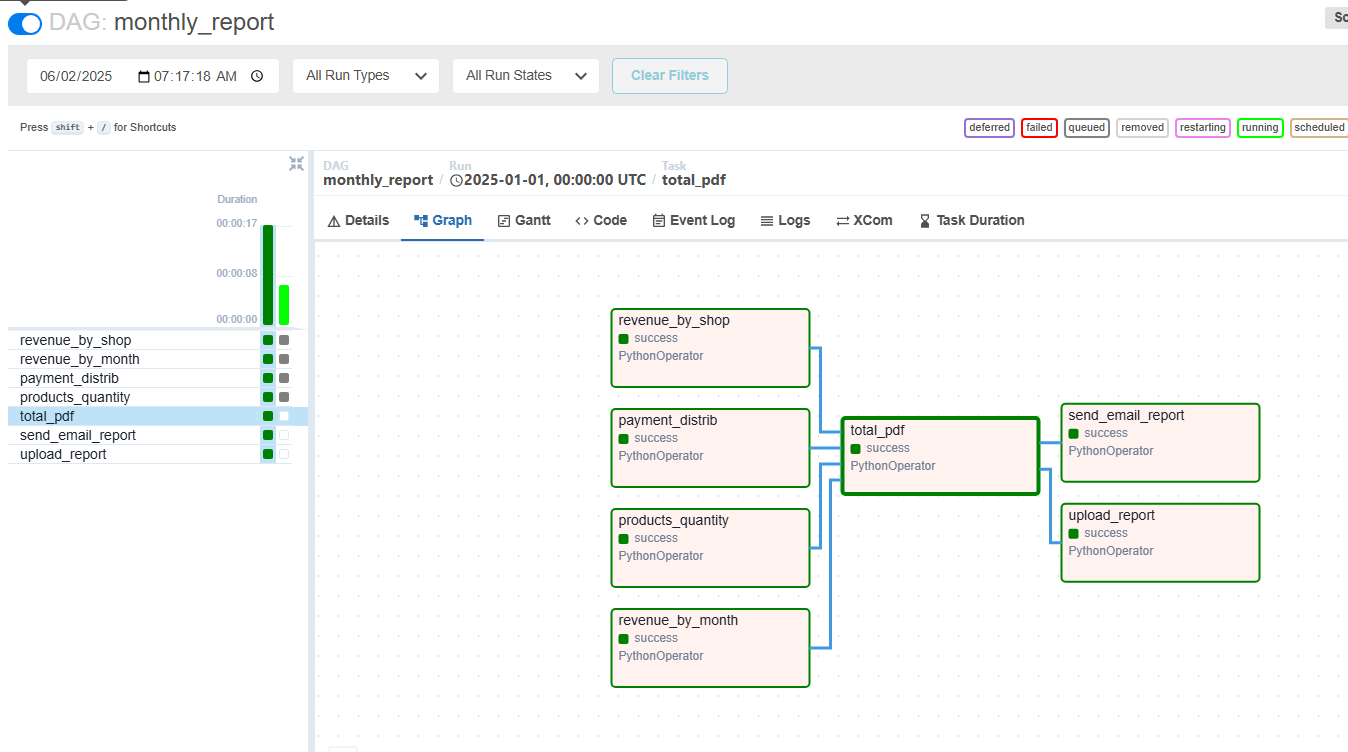 DAG: monthly_report
06/02/2025 07:17:18 AM
All Run Types
All Run States
Clear Filters
Press shift + / for Shortcuts
deferred failed queued removed restarting running scheduled
DAG Run Task
monthly_report / 2025-01-01, 00:00:00 UTC / total_pdf
Details Graph Gantt Code Event Log Logs XCom Task Duration
Duration
00:00:17
00:00:08
00:00:00
revenue_by_shop
revenue_by_month
payment_distrib
products_quantity
total_pdf
send_email_report
upload_report
revenue_by_shop
success
PythonOperator
payment_distrib
success
PythonOperator
products_quantity
success
PythonOperator
revenue_by_month
success
PythonOperator
total_pdf
success
PythonOperator
send_email_report
success
PythonOperator
upload_report
success
PythonOperator